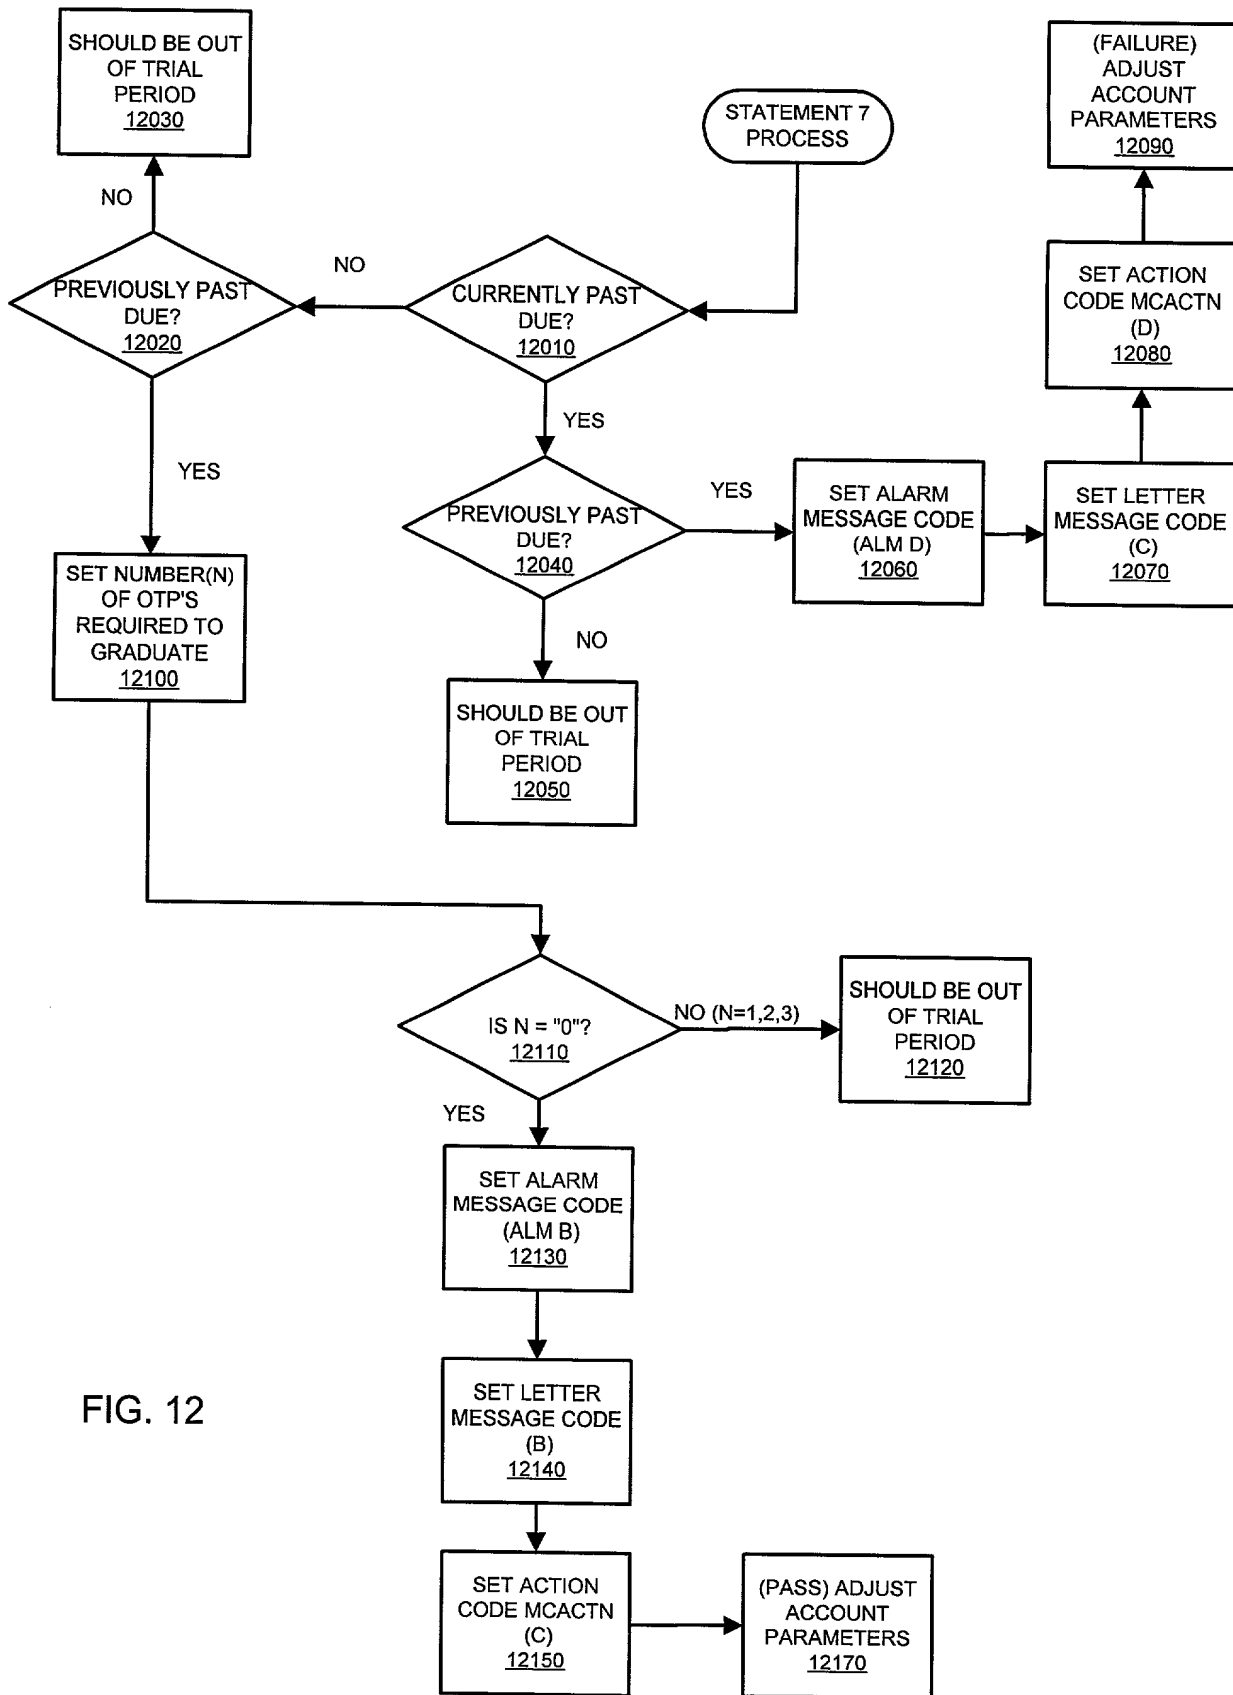 SHOULD BE OUT
OF TRIAL
PERIOD
12030
STATEMENT 7
PROCESS
(FAILURE)
ADJUST
ACCOUNT
PARAMETERS
12090
NO
PREVIOUSLY PAST
DUE?
12020
NO
CURRENTLY PAST
DUE?
12010
SET ACTION
CODE MCACTN
(D)
12080
YES
YES
PREVIOUSLY PAST
DUE?
12040
YES
SET ALARM
MESSAGE CODE
(ALM D)
12060
SET LETTER
MESSAGE CODE
(C)
12070
SET NUMBER(N)
OF OTP'S
REQUIRED TO
GRADUATE
12100
NO
SHOULD BE OUT
OF TRIAL
PERIOD
12050
IS N = "0"?
12110
NO (N=1,2,3)
SHOULD BE OUT
OF TRIAL
PERIOD
12120
YES
SET ALARM
MESSAGE CODE
(ALM B)
12130
SET LETTER
MESSAGE CODE
(B)
12140
FIG. 12
SET ACTION
CODE MCACTN
(C)
12150
(PASS) ADJUST
ACCOUNT
PARAMETERS
12170